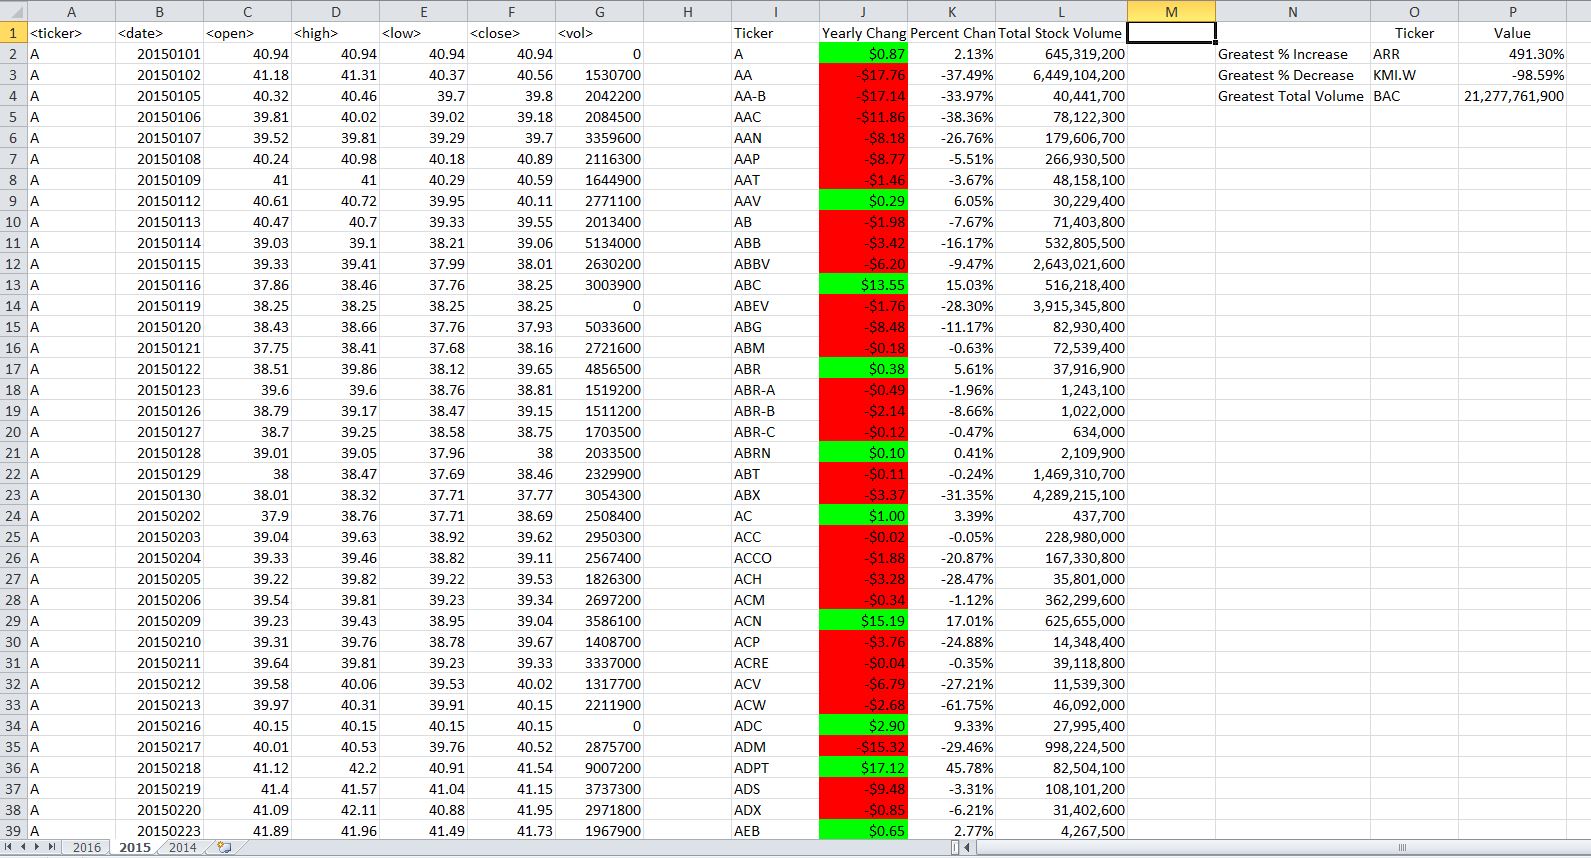 A B C D E F G H I J K L M N O P
1 <ticker> <date> <open> <high> <low> <close> <vol> Ticker Yearly Chang Percent Chan Total Stock Volume Ticker Value
2 A 20150101 40.94 40.94 40.94 40.94 0 A $0.87 2.13% 645,319,200 Greatest % Increase ARR 491.30%
3 A 20150102 41.18 41.31 40.37 40.56 1530700 AA -$17.76 -37.49% 6,449,104,200 Greatest % Decrease KMI.W -98.59%
4 A 20150105 40.32 40.46 39.7 39.8 2042200 AA-B -$17.14 -33.97% 40,441,700 Greatest Total Volume BAC 21,277,761,900
5 A 20150106 39.81 40.02 39.02 39.18 2084500 AAC -$11.86 -38.36% 78,122,300
6 A 20150107 39.52 39.81 39.29 39.7 3359600 AAN -$8.18 -26.76% 179,606,700
7 A 20150108 40.24 40.98 40.18 40.89 2116300 AAP -$8.77 -5.51% 266,930,500
8 A 20150109 41 41 40.29 40.59 1644900 AAT -$1.46 -3.67% 48,158,100
9 A 20150112 40.61 40.72 39.95 40.11 2771100 AAV $0.29 6.05% 30,229,400
10 A 20150113 40.47 40.7 39.33 39.55 2013400 AB -$1.98 -7.67% 71,403,800
11 A 20150114 39.03 39.1 38.21 39.06 5134000 ABB -$3.42 -16.17% 532,805,500
12 A 20150115 39.33 39.41 37.99 38.01 2630200 ABBV -$6.20 -9.47% 2,643,021,600
13 A 20150116 37.86 38.46 37.76 38.25 3003900 ABC $13.55 15.03% 516,218,400
14 A 20150119 38.25 38.25 38.25 38.25 0 ABEV -$1.76 -28.30% 3,915,345,800
15 A 20150120 38.43 38.66 37.76 37.93 5033600 ABG -$8.48 -11.17% 82,930,400
16 A 20150121 37.75 38.41 37.68 38.16 2721600 ABM -$0.18 -0.63% 72,539,400
17 A 20150122 38.51 39.86 38.12 39.65 4856500 ABR $0.38 5.61% 37,916,900
18 A 20150123 39.6 39.6 38.76 38.81 1519200 ABR-A -$0.49 -1.96% 1,243,100
19 A 20150126 38.79 39.17 38.47 39.15 1511200 ABR-B -$2.14 -8.66% 1,022,000
20 A 20150127 38.7 39.25 38.58 38.75 1703500 ABR-C -$0.12 -0.47% 634,000
21 A 20150128 39.01 39.05 37.96 38 2033500 ABRN $0.10 0.41% 2,109,900
22 A 20150129 38 38.47 37.69 38.46 2329900 ABT -$0.11 -0.24% 1,469,310,700
23 A 20150130 38.01 38.32 37.71 37.77 3054300 ABX -$3.37 -31.35% 4,289,215,100
24 A 20150202 37.9 38.76 37.71 38.69 2508400 AC $1.00 3.39% 437,700
25 A 20150203 39.04 39.63 38.92 39.62 2950300 ACC -$0.02 -0.05% 228,980,000
26 A 20150204 39.33 39.46 38.82 39.11 2567400 ACCO -$1.88 -20.87% 167,330,800
27 A 20150205 39.22 39.82 39.22 39.53 1826300 ACH -$3.28 -28.47% 35,801,000
28 A 20150206 39.54 39.81 39.23 39.34 2697200 ACM -$0.34 -1.12% 362,299,600
29 A 20150209 39.23 39.43 38.95 39.04 3586100 ACN $15.19 17.01% 625,655,000
30 A 20150210 39.31 39.76 38.78 39.67 1408700 ACP -$3.76 -24.88% 14,348,400
31 A 20150211 39.64 39.81 39.23 39.33 3337000 ACRE -$0.04 -0.35% 39,118,800
32 A 20150212 39.58 40.06 39.53 40.02 1317700 ACV -$6.79 -27.21% 11,539,300
33 A 20150213 39.97 40.31 39.91 40.15 2211900 ACW -$2.68 -61.75% 46,092,000
34 A 20150216 40.15 40.15 40.15 40.15 0 ADC $2.90 9.33% 27,995,400
35 A 20150217 40.01 40.53 39.76 40.52 2875700 ADM -$15.32 -29.46% 998,224,500
36 A 20150218 41.12 42.2 40.91 41.54 9007200 ADPT $17.12 45.78% 82,504,100
37 A 20150219 41.4 41.57 41.04 41.15 3737300 ADS -$9.48 -3.31% 108,101,200
38 A 20150220 41.09 42.11 40.88 41.95 2971800 ADX -$0.85 -6.21% 31,402,600
39 A 20150223 41.89 41.96 41.49 41.73 1967900 AEB $0.65 2.77% 4,267,500
2016 2015 2014